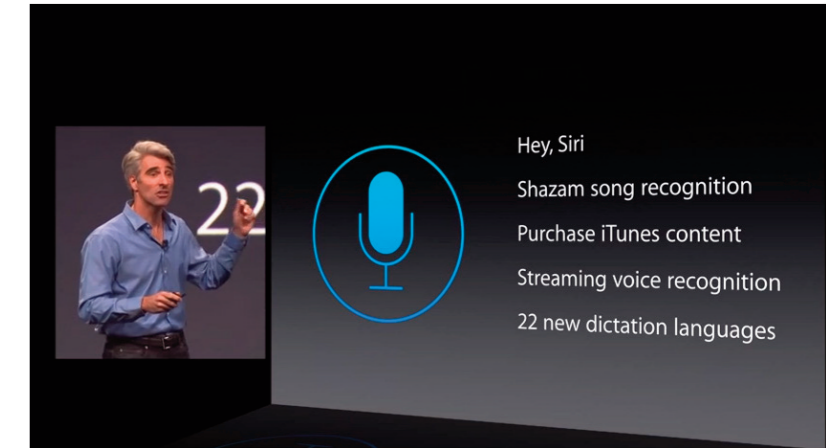 22
Hey, Siri
Shazam song recognition
Purchase iTunes content
Streaming voice recognition
22 new dictation languages